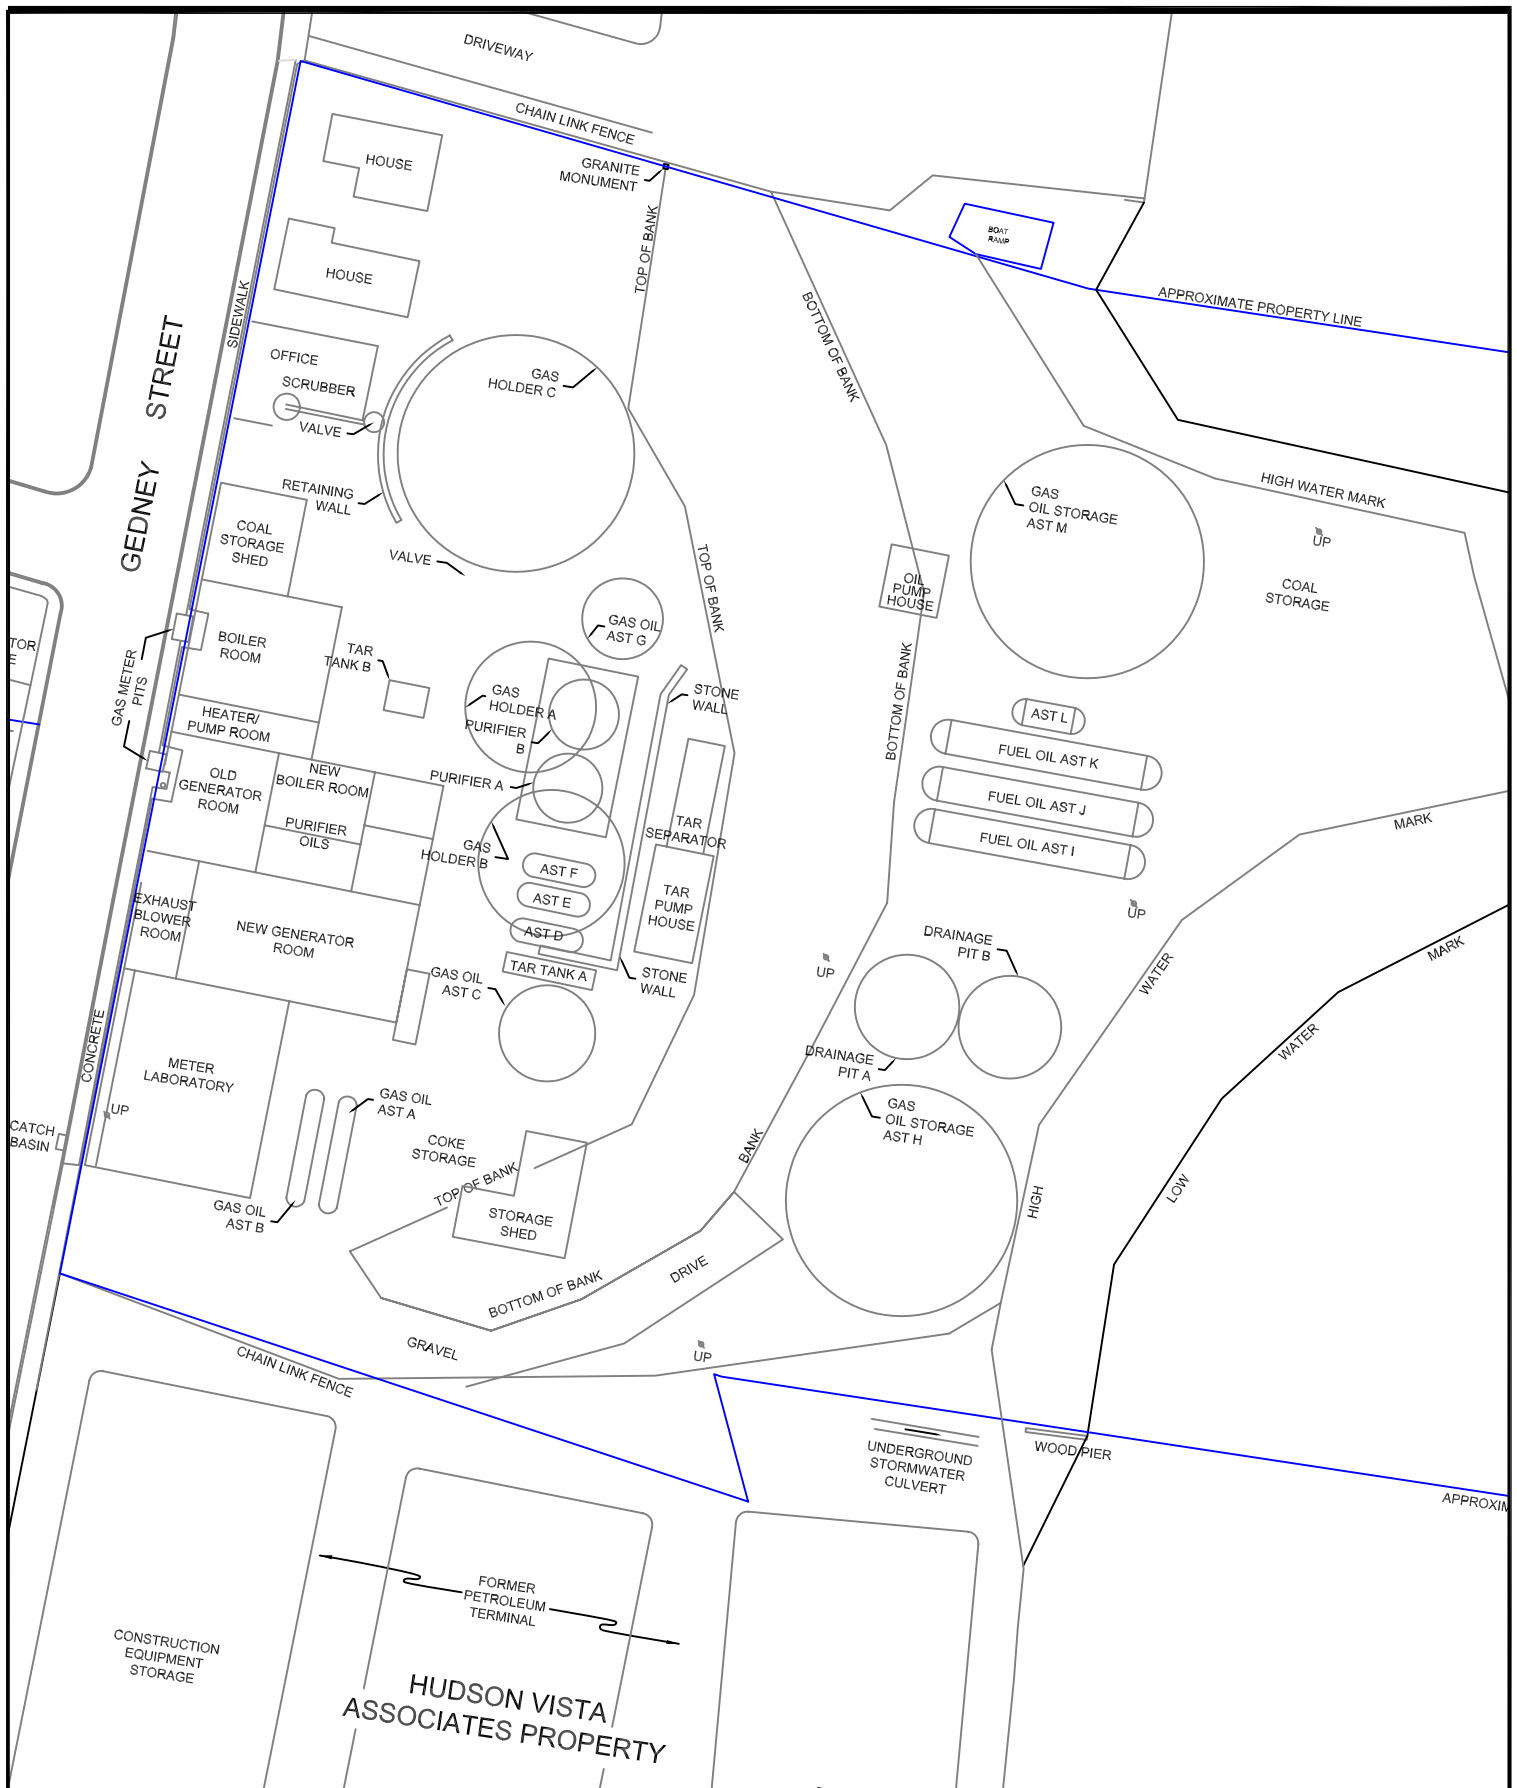 DRIVEWAY
CHAIN LINK FENCE
GRANITE
MONUMENT
HOUSE
HOUSE
TOP OF BANK
BOAT
RAMP
APPROXIMATE PROPERTY LINE
SIDEWALK
BOTTOM OF BANK
GEDNEY STREET
OFFICE
SCRUBBER
VALVE
GAS
HOLDER C
RETAINING
WALL
VALVE
COAL
STORAGE
SHED
GAS
OIL STORAGE
AST M
HIGH WATER MARK
UP
COAL
STORAGE
TOP OF BANK
OIL
PUMP
HOUSE
GAS OIL
AST G
TOR
E
BOILER
ROOM
TAR
TANK B
GAS METER
PITS
GAS
HOLDER A
PURIFIER
B
STONE
WALL
BOTTOM OF BANK
AST L
FUEL OIL AST K
FUEL OIL AST J
FUEL OIL AST I
HEATER/
PUMP ROOM
OLD
GENERATOR
ROOM
NEW
BOILER ROOM
PURIFIER A
PURIFIER
OILS
TAR
SEPARATOR
GAS
HOLDER B
AST F
AST E
AST D
TAR
PUMP
HOUSE
MARK
UP
EXHAUST
BLOWER
ROOM
NEW GENERATOR
ROOM
GAS OIL
AST C
TAR TANK A
STONE
WALL
UP
DRAINAGE
PIT B
WATER
MARK
WATER
CONCRETE
METER
LABORATORY
DRAINAGE
PIT A
UP
CATCH
BASIN
GAS OIL
AST A
COKE
STORAGE
GAS
OIL STORAGE
AST H
BANK
TOP OF BANK
GAS OIL
AST B
STORAGE
SHED
HIGH
LOW
BOTTOM OF BANK
DRIVE
GRAVEL
UP
CHAIN LINK FENCE
UNDERGROUND
STORMWATER
CULVERT
WOOD PIER
APPROXIM
FORMER
PETROLEUM
TERMINAL
CONSTRUCTION
EQUIPMENT
STORAGE
HUDSON VISTA
ASSOCIATES PROPERTY